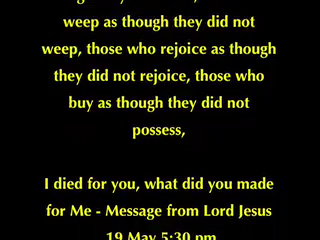 weep as though they did not
weep, those who rejoice as though
they did not rejoice, those who
buy as though they did not
possess,
I died for you, what did you made
for Me - Message from Lord Jesus
19 May 5:30 pm